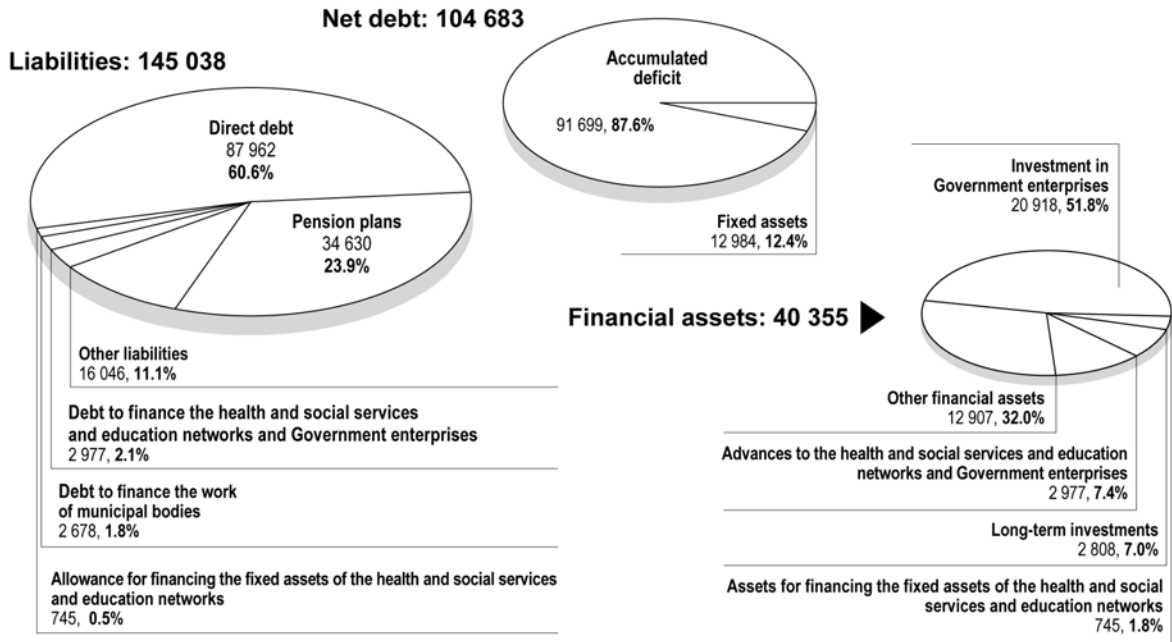 Net debt: 104 683
Liabilities: 145 038
Accumulated
deficit
91 699, 87.6%
Fixed assets
12 984, 12.4%
Direct debt
87 962
60.6%
Pension plans
34 630
23.9%
Other liabilities
16 046, 11.1%
Debt to finance the health and social services
and education networks and Government enterprises
2 977, 2.1%
Debt to finance the work
of municipal bodies
2 678, 1.8%
Allowance for financing the fixed assets of the health and social services
and education networks
745, 0.5%
Investment in
Government enterprises
20 918, 51.8%
Financial assets: 40 355
Other financial assets
12 907, 32.0%
Advances to the health and social services and education
networks and Government enterprises
2 977, 7.4%
Long-term investments
2 808, 7.0%
Assets for financing the fixed assets of the health and social
services and education networks
745, 1.8%